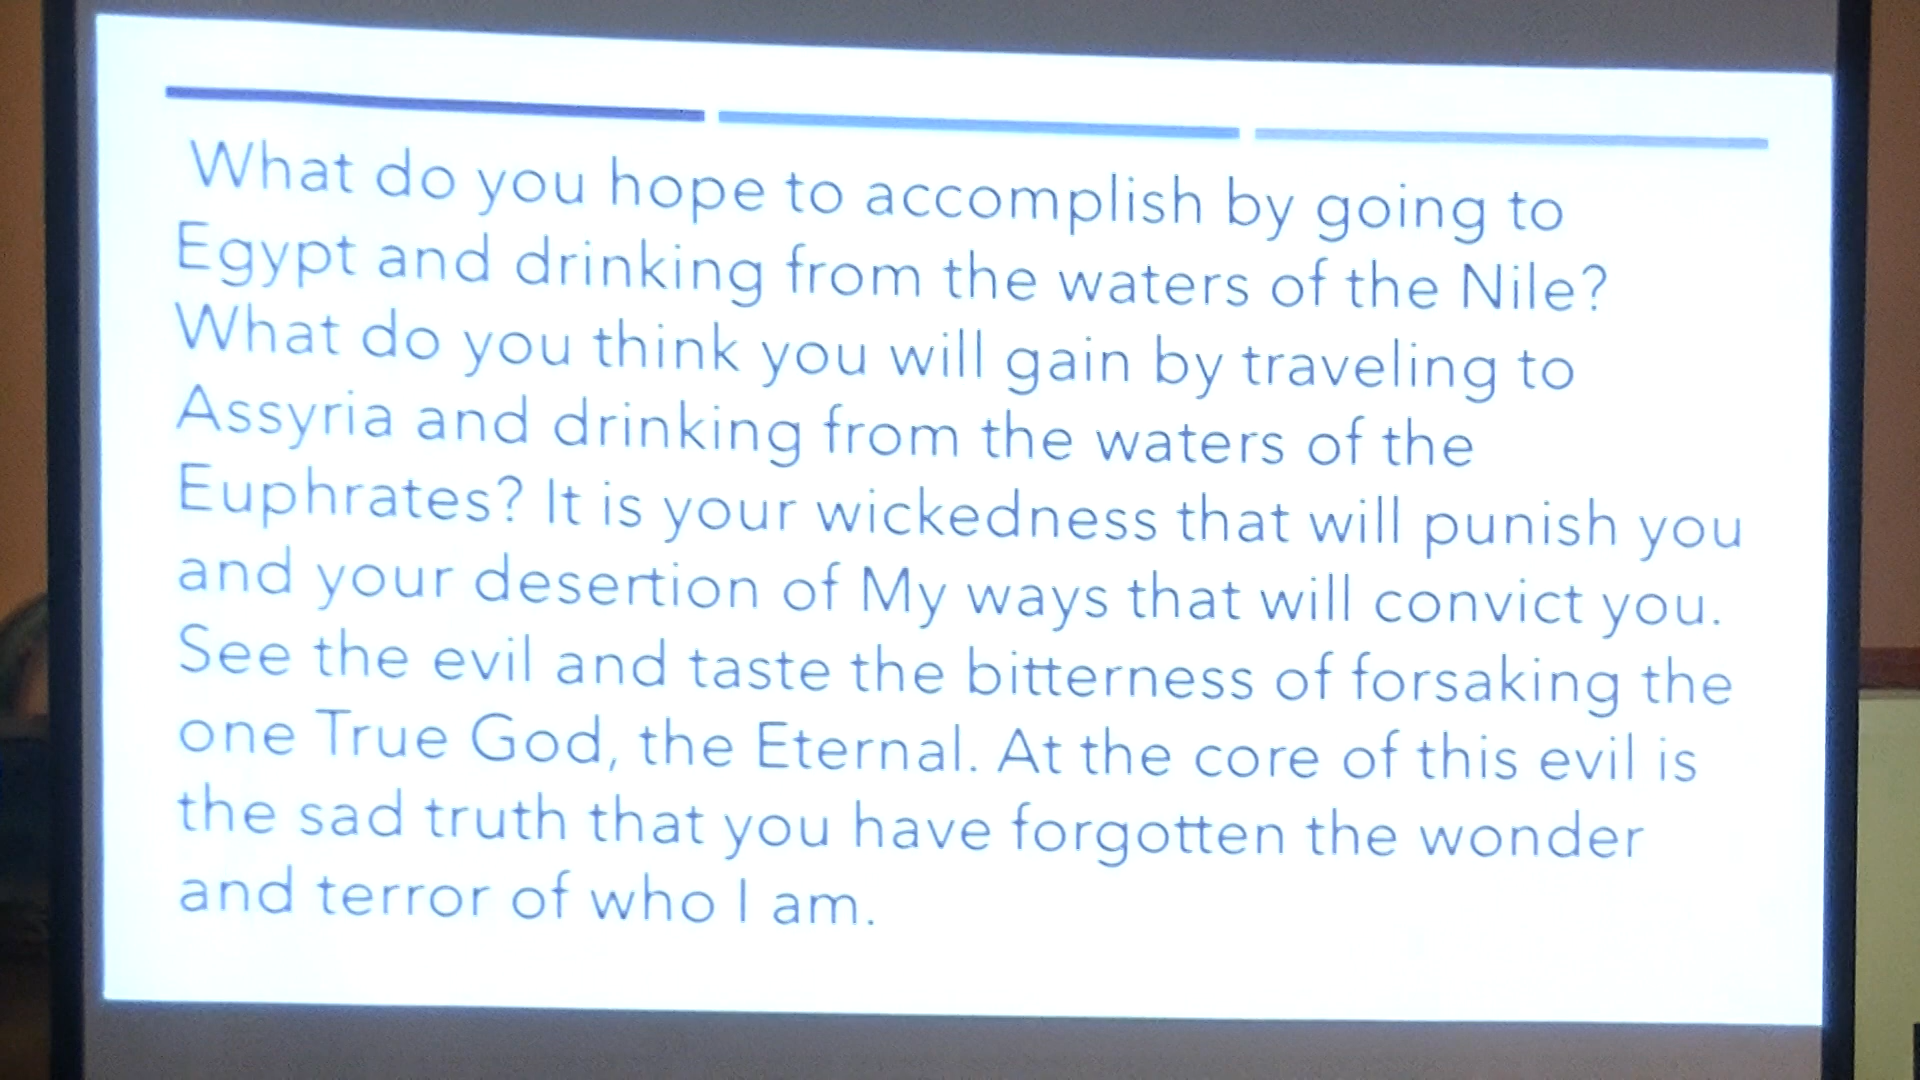 What do you hope to accomplish by going to
Egypt and drinking from the waters of the Nile?
What do you think you will gain by traveling to
Assyria and drinking from the waters of the
Euphrates? It is your wickedness that will punish you
and your desertion of My ways that will convict you.
See the evil and taste the bitterness of forsaking the
one True God, the Eternal. At the core of this evil is
the sad truth that you have forgotten the wonder
and terror of who I am.